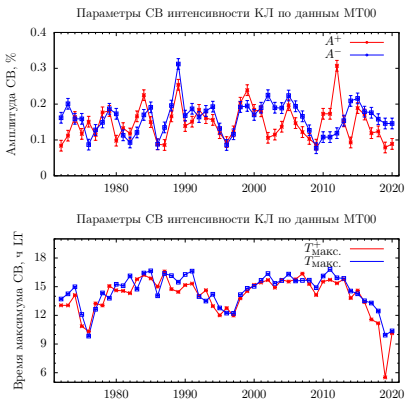 Параметры СВ интенсивности КЛ по данным МТ00
Амплитуда СВ, %
0.4
0.3
0.2
0.1
0
A⁺
A⁻
1980 1990 2000 2010 2020
Параметры СВ интенсивности КЛ по данным МТ00
Время максимума СВ, ч LT
18
15
12
9
6
T⁺макс.
T⁻макс.
1980 1990 2000 2010 2020